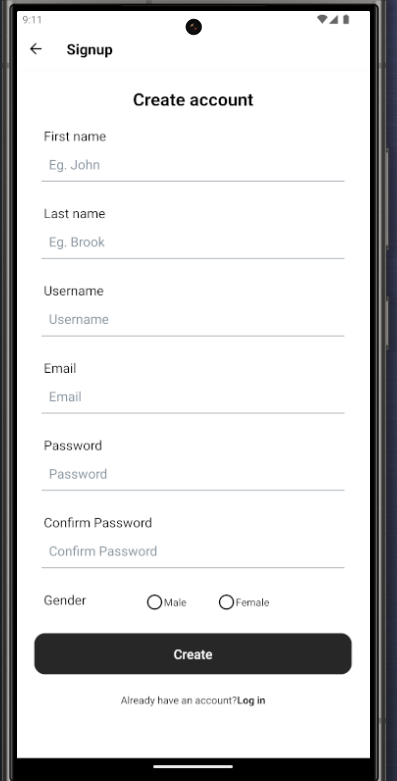 9:11
Signup
Create account
First name
Eg. John
Last name
Eg. Brook
Username
Username
Email
Email
Password
Password
Confirm Password
Confirm Password
Gender Male Female
Create
Already have an account?Log in